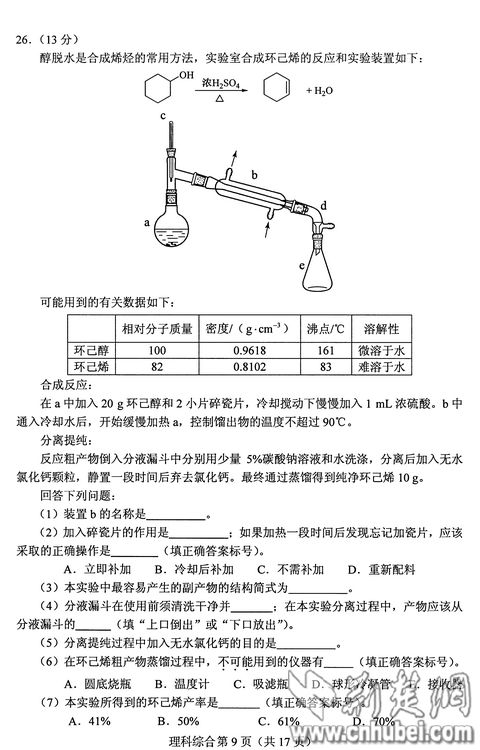 26.（13 分）
醇脱水是合成烯烃的常用方法，实验室合成环己烯的反应和实验装置如下：
OH 浓H₂SO₄ △ + H₂O
c
b
d
a
e
可能用到的有关数据如下：
相对分子质量 密度/（g·cm⁻³） 沸点/℃ 溶解性
环己醇 100 0.9618 161 微溶于水
环己烯 82 0.8102 83 难溶于水
合成反应：
在 a 中加入 20 g 环己醇和 2 小片碎瓷片，冷却搅动下慢慢加入 1 mL 浓硫酸。b 中
通入冷却水后，开始缓慢加热 a，控制馏出物的温度不超过 90℃。
分离提纯：
反应粗产物倒入分液漏斗中分别用少量 5%碳酸钠溶液和水洗涤，分离后加入无水
氯化钙颗粒，静置一段时间后弃去氯化钙。最终通过蒸馏得到纯净环己烯 10 g。
回答下列问题：
（1）装置 b 的名称是________。
（2）加入碎瓷片的作用是________；如果加热一段时间后发现忘记加瓷片，应该
采取的正确操作是________（填正确答案标号）。
A．立即补加 B．冷却后补加 C．不需补加 D．重新配料
（3）本实验中最容易产生的副产物的结构简式为________。
（4）分液漏斗在使用前须清洗干净并________；在本实验分离过程中，产物应该从
分液漏斗的________（填“上口倒出”或“下口放出”）。
（5）分离提纯过程中加入无水氯化钙的目的是________。
（6）在环己烯粗产物蒸馏过程中，不可能用到的仪器有________（填正确答案标号）。
A．圆底烧瓶 B．温度计 C．吸滤瓶 D．球形冷凝管 E．接收器
（7）本实验所得到的环己烯产率是________（填正确答案标号）。
A．41% B．50% C．61% D．70%
理科综合第 9 页（共 17 页）
荆楚网
www.cnhubei.com